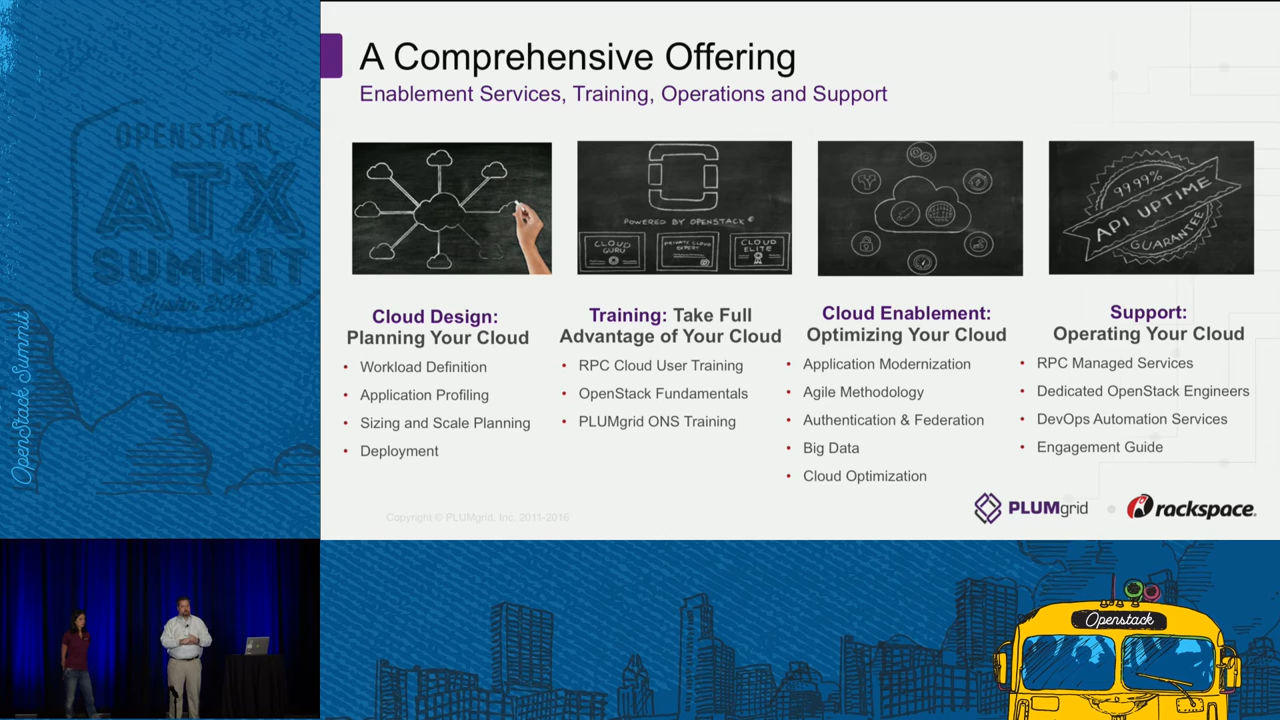 A Comprehensive Offering
Enablement Services, Training, Operations and Support
OPENSTACK
ATX
SUMMIT
Austin
OpenStack Summit
POWERED BY OPENSTACK
CLOUD GURU
PRIVATE CLOUD EXPERT
CLOUD ELITE
99.99%
API UPTIME
GUARANTEE
Cloud Design:
Planning Your Cloud
• Workload Definition
• Application Profiling
• Sizing and Scale Planning
• Deployment
Training: Take Full
Advantage of Your Cloud
• RPC Cloud User Training
• OpenStack Fundamentals
• PLUMgrid ONS Training
Cloud Enablement:
Optimizing Your Cloud
• Application Modernization
• Agile Methodology
• Authentication & Federation
• Big Data
• Cloud Optimization
Support:
Operating Your Cloud
• RPC Managed Services
• Dedicated OpenStack Engineers
• DevOps Automation Services
• Engagement Guide
Copyright © PLUMgrid, Inc. 2011-2016
PLUMgrid
rackspace.
Openstack